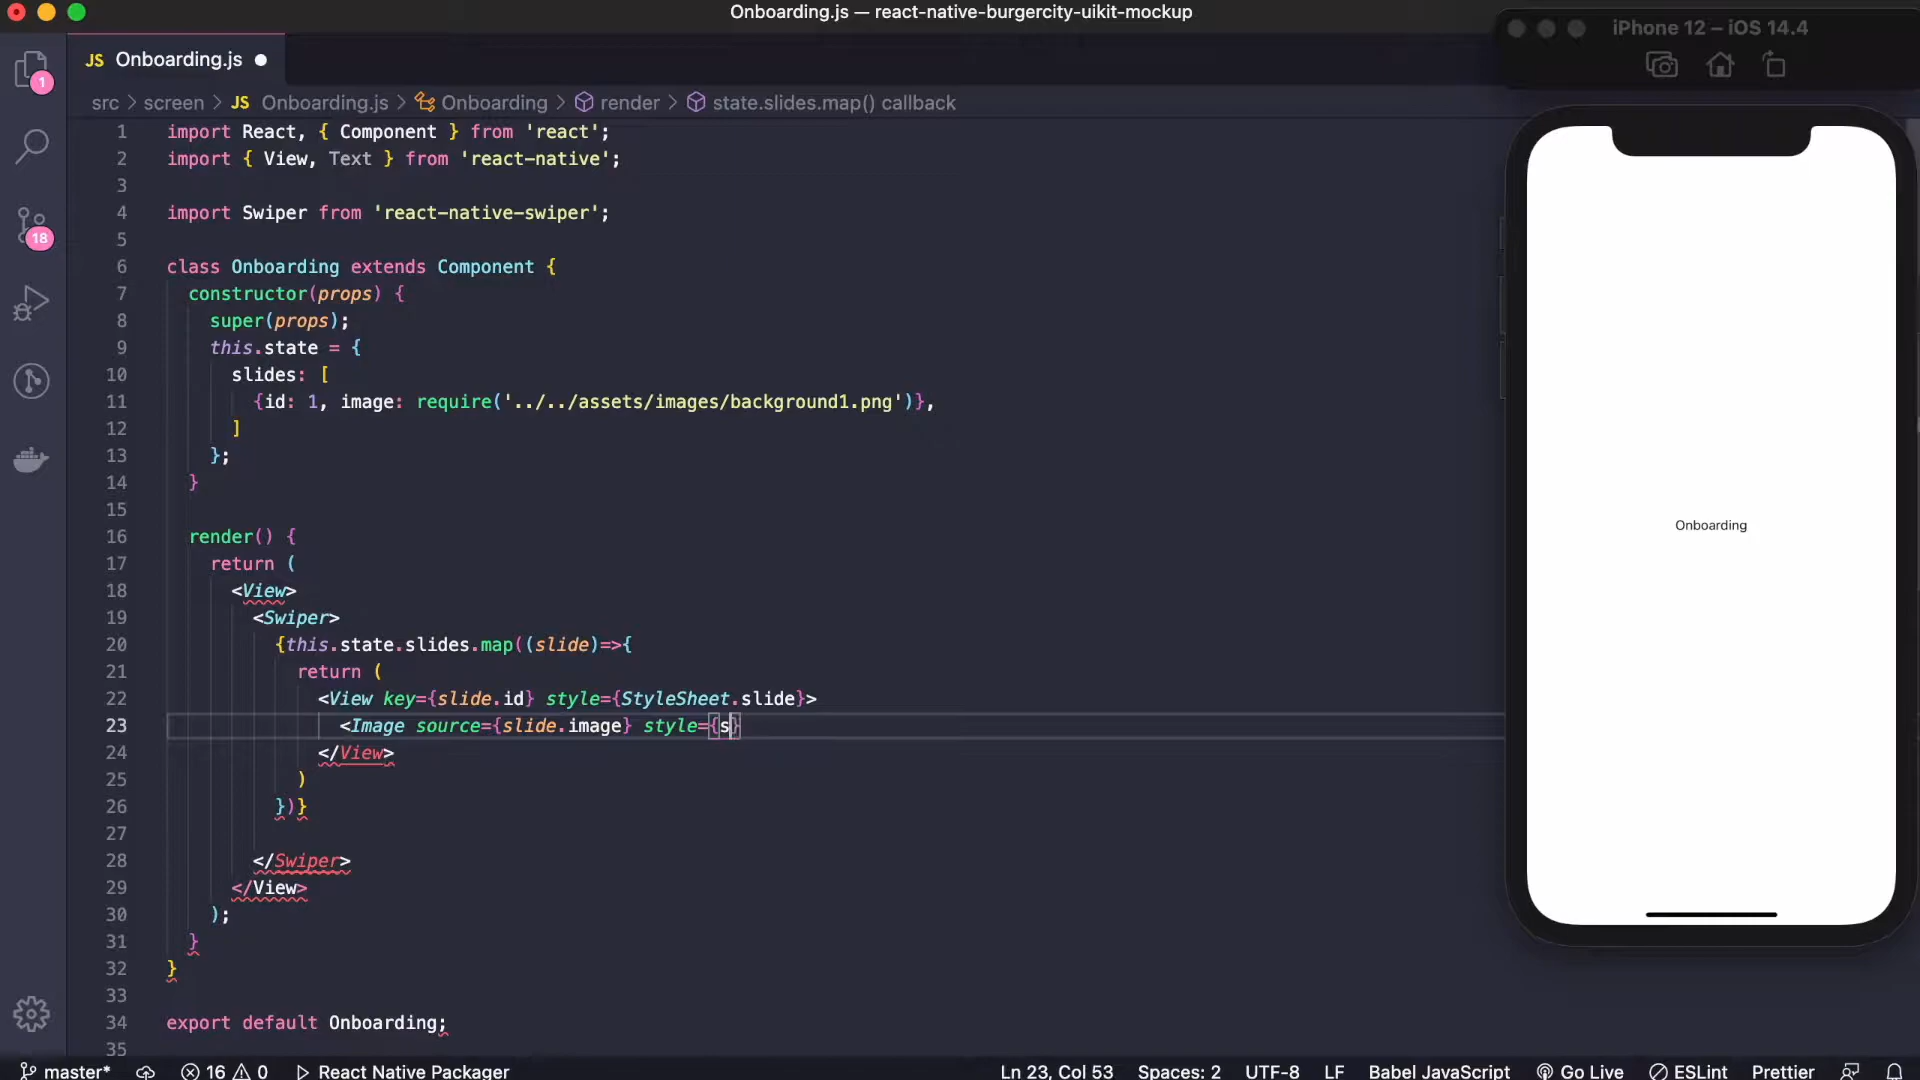 Onboarding.js — react-native-burgercity-uikit-mockup
iPhone 12 – iOS 14.4
JS Onboarding.js
1
18
src > screen > JS Onboarding.js > Onboarding > render > state.slides.map() callback
1 import React, { Component } from 'react';
2 import { View, Text } from 'react-native';
3
4 import Swiper from 'react-native-swiper';
5
6 class Onboarding extends Component {
7 constructor(props) {
8 super(props);
9 this.state = {
10 slides: [
11 {id: 1, image: require('../../assets/images/background1.png')},
12 ]
13 };
14 }
15
16 render() {
17 return (
18 <View>
19 <Swiper>
20 {this.state.slides.map((slide)=>{
21 return (
22 <View key={slide.id} style={StyleSheet.slide}>
23 <Image source={slide.image} style={s}
24 </View>
25 )
26 })}
27
28 </Swiper>
29 </View>
30 );
31 }
32 }
33
34 export default Onboarding;
35
Onboarding
master* 16 0 React Native Packager Ln 23, Col 53 Spaces: 2 UTF-8 LF Babel JavaScript Go Live ESLint Prettier